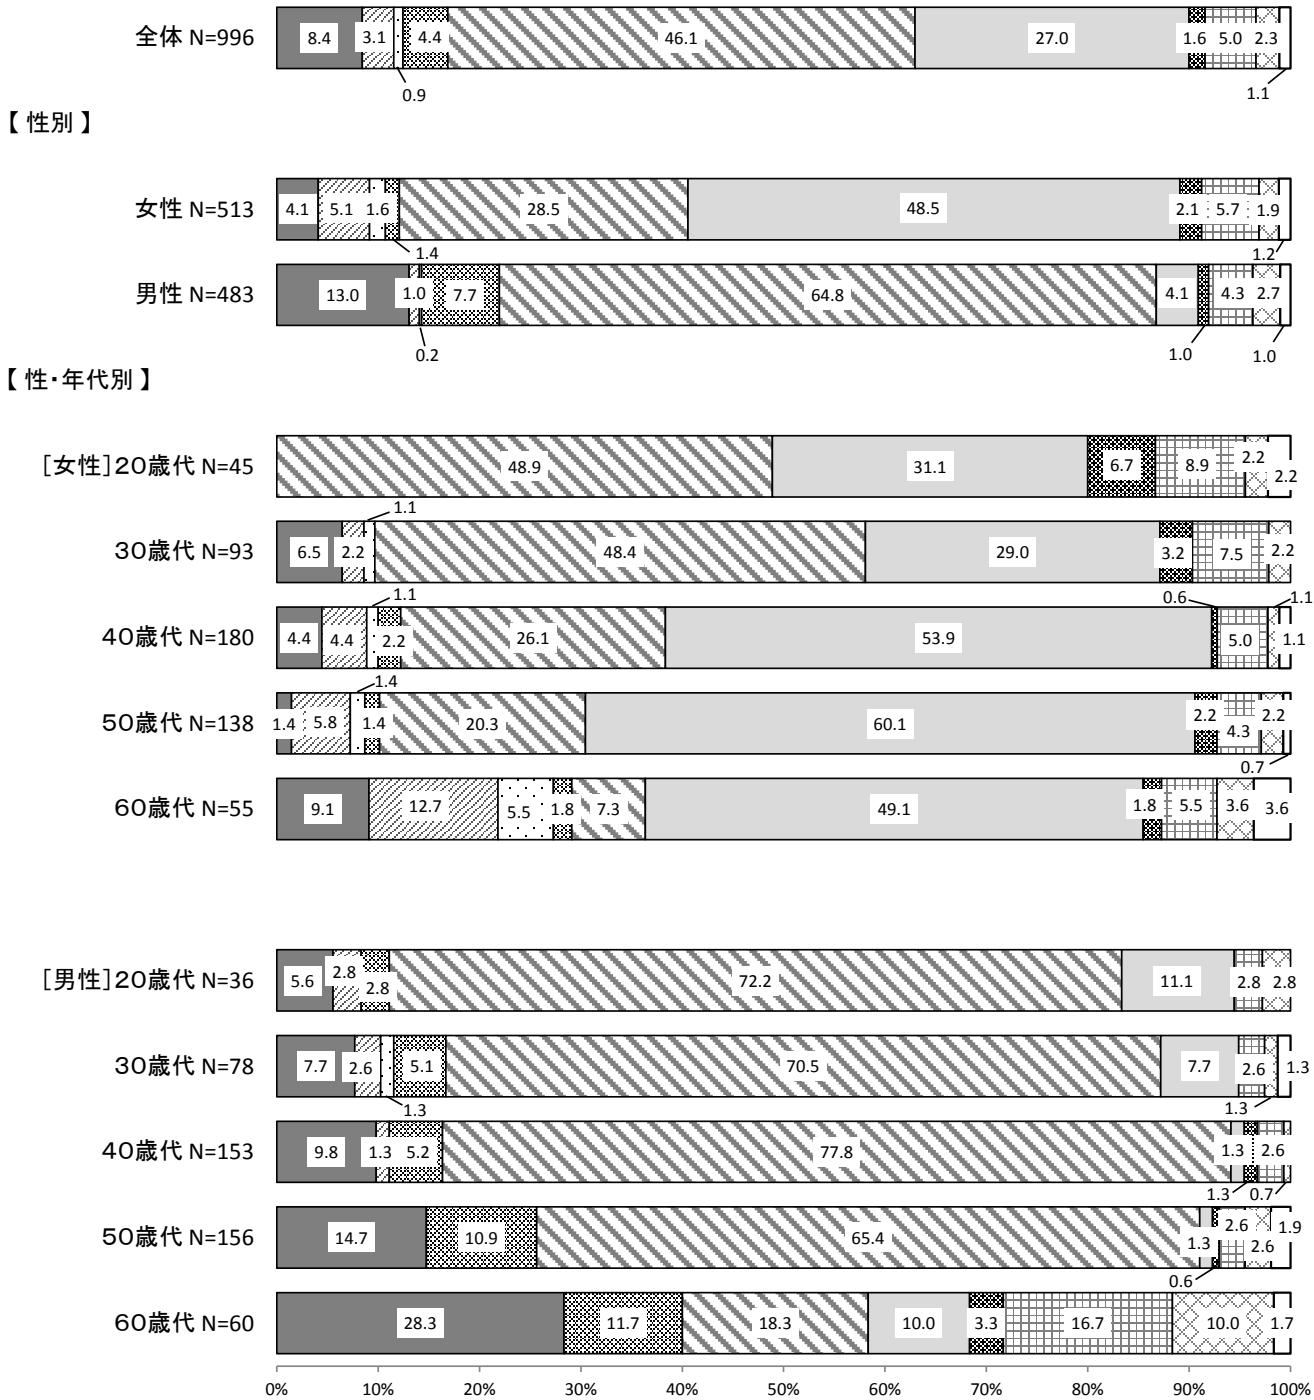 全体 N=996 8.4 3.1 4.4 46.1 27.0 1.6 5.0 2.3
0.9 1.1
【 性別 】
女性 N=513 4.1 5.1 1.6 28.5 48.5 2.1 5.7 1.9
1.4 1.2
男性 N=483 13.0 1.0 7.7 64.8 4.1 4.3 2.7
0.2 1.0 1.0
【 性・年代別 】
［女性］20歳代 N=45 48.9 31.1 6.7 8.9 2.2 2.2
1.1
30歳代 N=93 6.5 2.2 48.4 29.0 3.2 7.5 2.2
1.1 0.6 1.1
40歳代 N=180 4.4 4.4 2.2 26.1 53.9 5.0 1.1
1.4
50歳代 N=138 1.4 5.8 1.4 20.3 60.1 2.2 4.3 2.2
0.7
60歳代 N=55 9.1 12.7 5.5 1.8 7.3 49.1 1.8 5.5 3.6 3.6
［男性］20歳代 N=36 5.6 2.8 2.8 72.2 11.1 2.8 2.8
30歳代 N=78 7.7 2.6 5.1 70.5 7.7 2.6 1.3
1.3 1.3
40歳代 N=153 9.8 1.3 5.2 77.8 1.3 2.6
1.3 0.7
50歳代 N=156 14.7 10.9 65.4 1.3 2.6 2.6 1.9
0.6
60歳代 N=60 28.3 11.7 18.3 10.0 3.3 16.7 10.0 1.7
0% 10% 20% 30% 40% 50% 60% 70% 80% 90% 100%